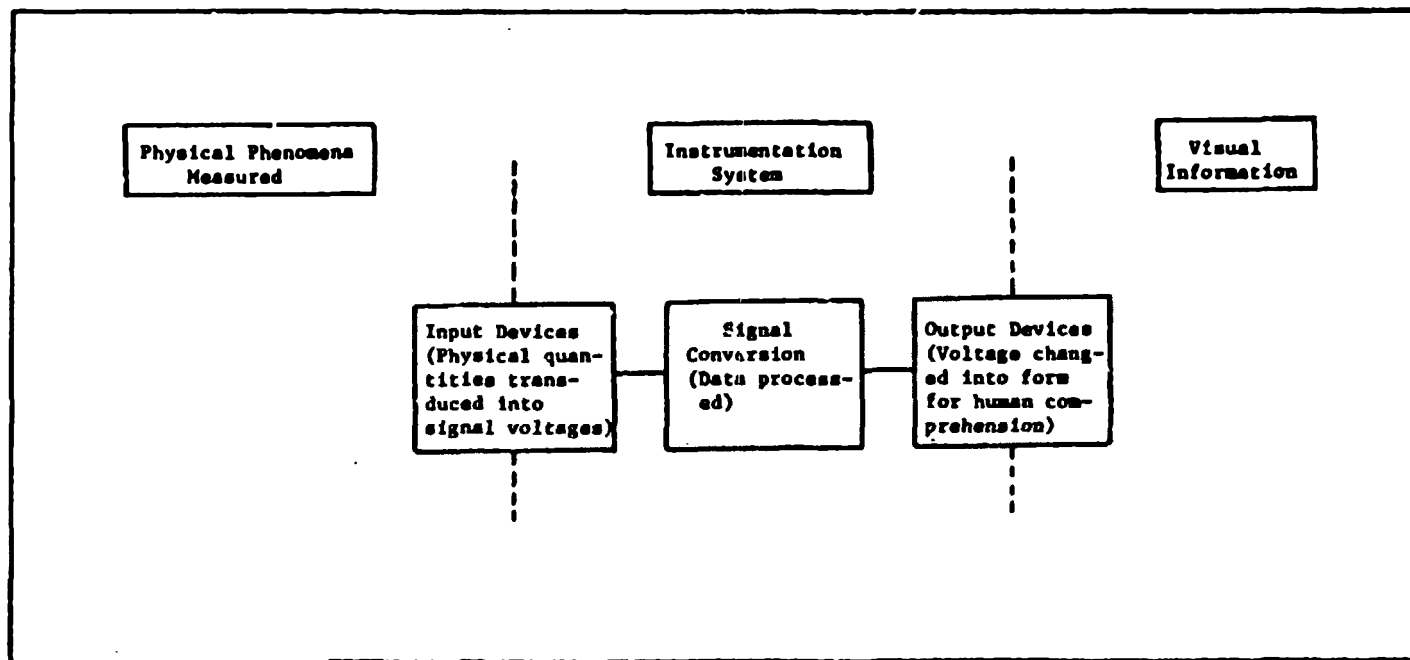 Physical Phenomena
Measured
Instrumentation
System
Visual
Information
Input Devices
(Physical quan-
tities trans-
duced into
signal voltages)
Signal
Conversion
(Data process-
ed)
Output Devices
(Voltage chang-
ed into form
for human com-
prehension)